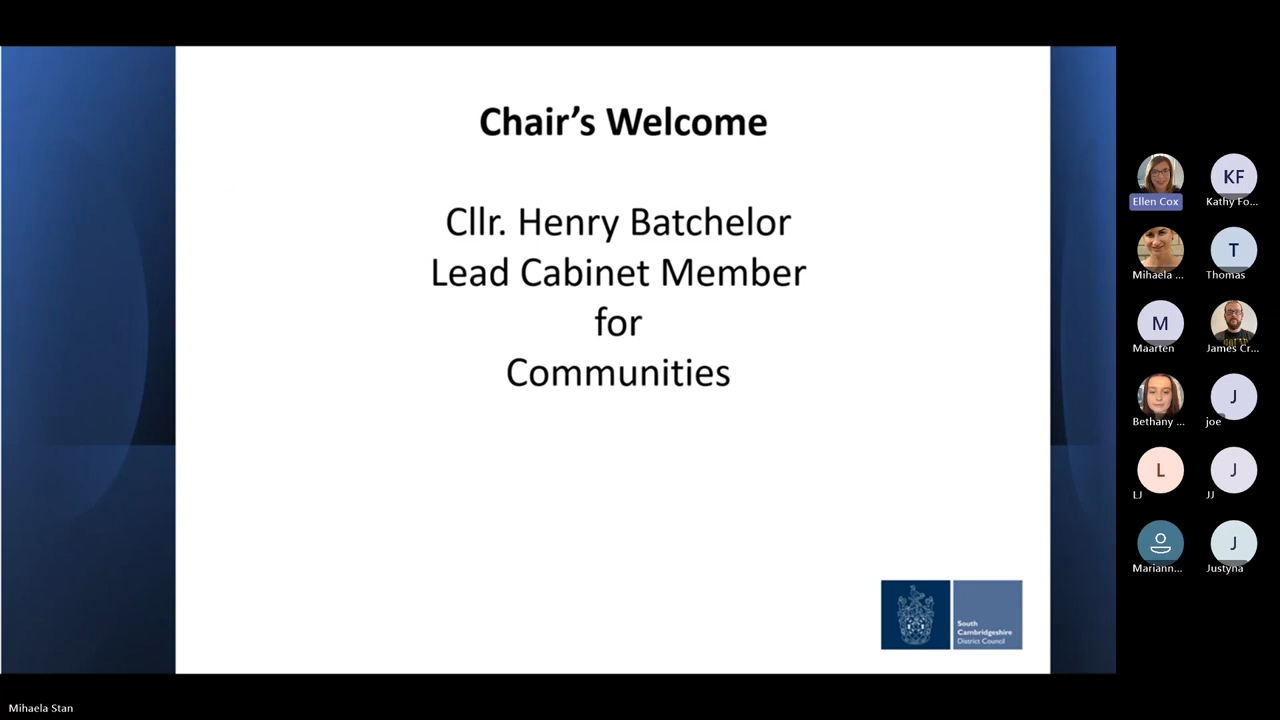 Chair’s Welcome
Cllr. Henry Batchelor
Lead Cabinet Member
for
Communities
South
Cambridgeshire
District Council
Ellen Cox
KF
Kathy Fo...
Mihaela ...
T
Thomas
M
Maarten
James Cr...
Bethany ...
J
joe
L
LJ
J
JJ
Mariann...
J
Justyna
Mihaela Stan